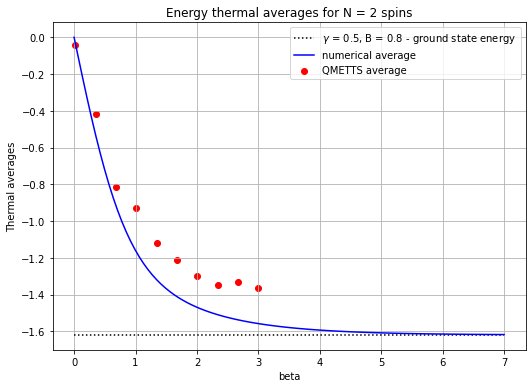 Energy thermal averages for N = 2 spins
γ = 0.5, B = 0.8 - ground state energy
numerical average
QMETTS average
Thermal averages
0.0
−0.2
−0.4
−0.6
−0.8
−1.0
−1.2
−1.4
−1.6
0 1 2 3 4 5 6 7
beta